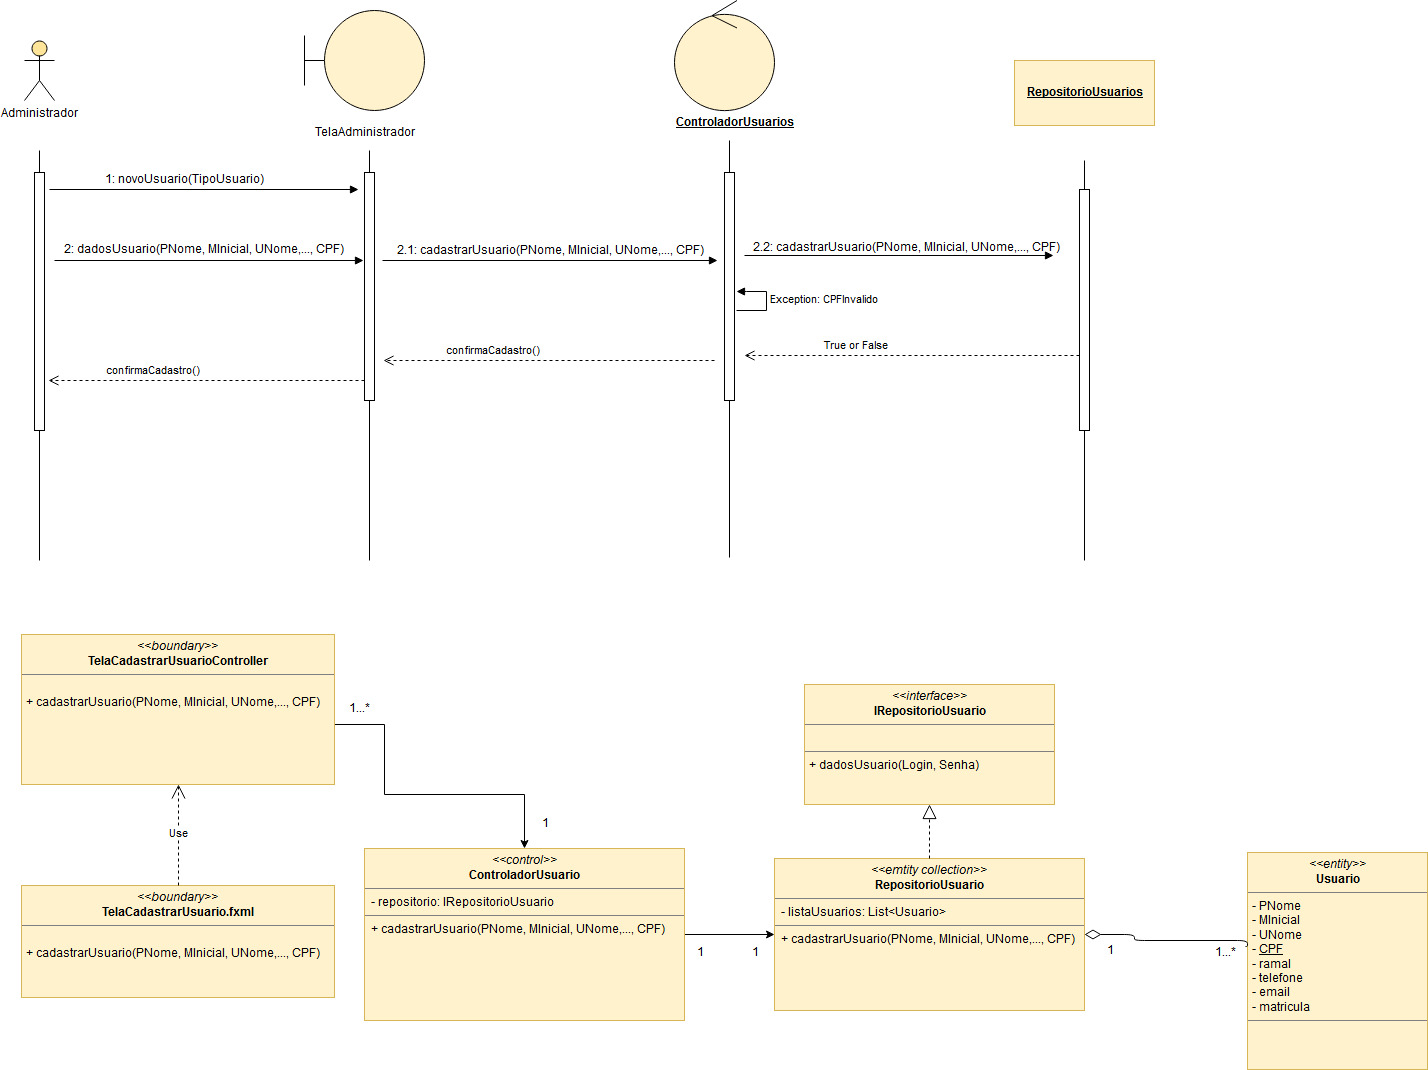 Administrador
TelaAdministrador
ControladorUsuarios
RepositorioUsuarios
1: novoUsuario(TipoUsuario)
2: dadosUsuario(PNome, MInicial, UNome,..., CPF)
2.1: cadastrarUsuario(PNome, MInicial, UNome,..., CPF)
2.2: cadastrarUsuario(PNome, MInicial, UNome,..., CPF)
Exception: CPFInvalido
True or False
confirmaCadastro()
confirmaCadastro()
<<boundary>>
TelaCadastrarUsuarioController
+ cadastrarUsuario(PNome, MInicial, UNome,..., CPF)
1...*
1
Use
<<boundary>>
TelaCadastrarUsuario.fxml
+ cadastrarUsuario(PNome, MInicial, UNome,..., CPF)
<<control>>
ControladorUsuario
- repositorio: IRepositorioUsuario
+ cadastrarUsuario(PNome, MInicial, UNome,..., CPF)
1
1
<<interface>>
IRepositorioUsuario
+ dadosUsuario(Login, Senha)
<<emtity collection>>
RepositorioUsuario
- listaUsuarios: List<Usuario>
+ cadastrarUsuario(PNome, MInicial, UNome,..., CPF)
1
1...*
<<entity>>
Usuario
- PNome
- MInicial
- UNome
- CPF
- ramal
- telefone
- email
- matricula